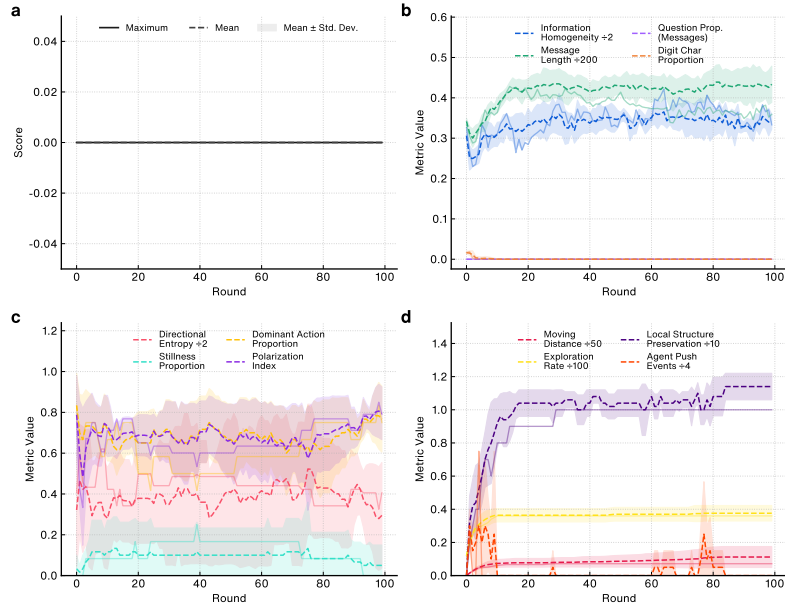 a
Maximum
Mean
Mean ± Std. Dev.
0.04
0.02
0.00
-0.02
-0.04
Score
0
20
40
60
80
100
Round
b
Information
Homogeneity ÷2
Message
Length ÷200
Question Prop.
(Messages)
Digit Char
Proportion
0.6
0.5
0.4
0.3
0.2
0.1
0.0
Metric Value
0
20
40
60
80
100
Round
c
Directional
Entropy ÷2
Stillness
Proportion
Dominant Action
Proportion
Polarization
Index
1.2
1.0
0.8
0.6
0.4
0.2
0.0
Metric Value
0
20
40
60
80
100
Round
d
Moving
Distance ÷50
Exploration
Rate ÷100
Local Structure
Preservation ÷10
Agent Push
Events ÷4
1.4
1.2
1.0
0.8
0.6
0.4
0.2
0.0
Metric Value
0
20
40
60
80
100
Round